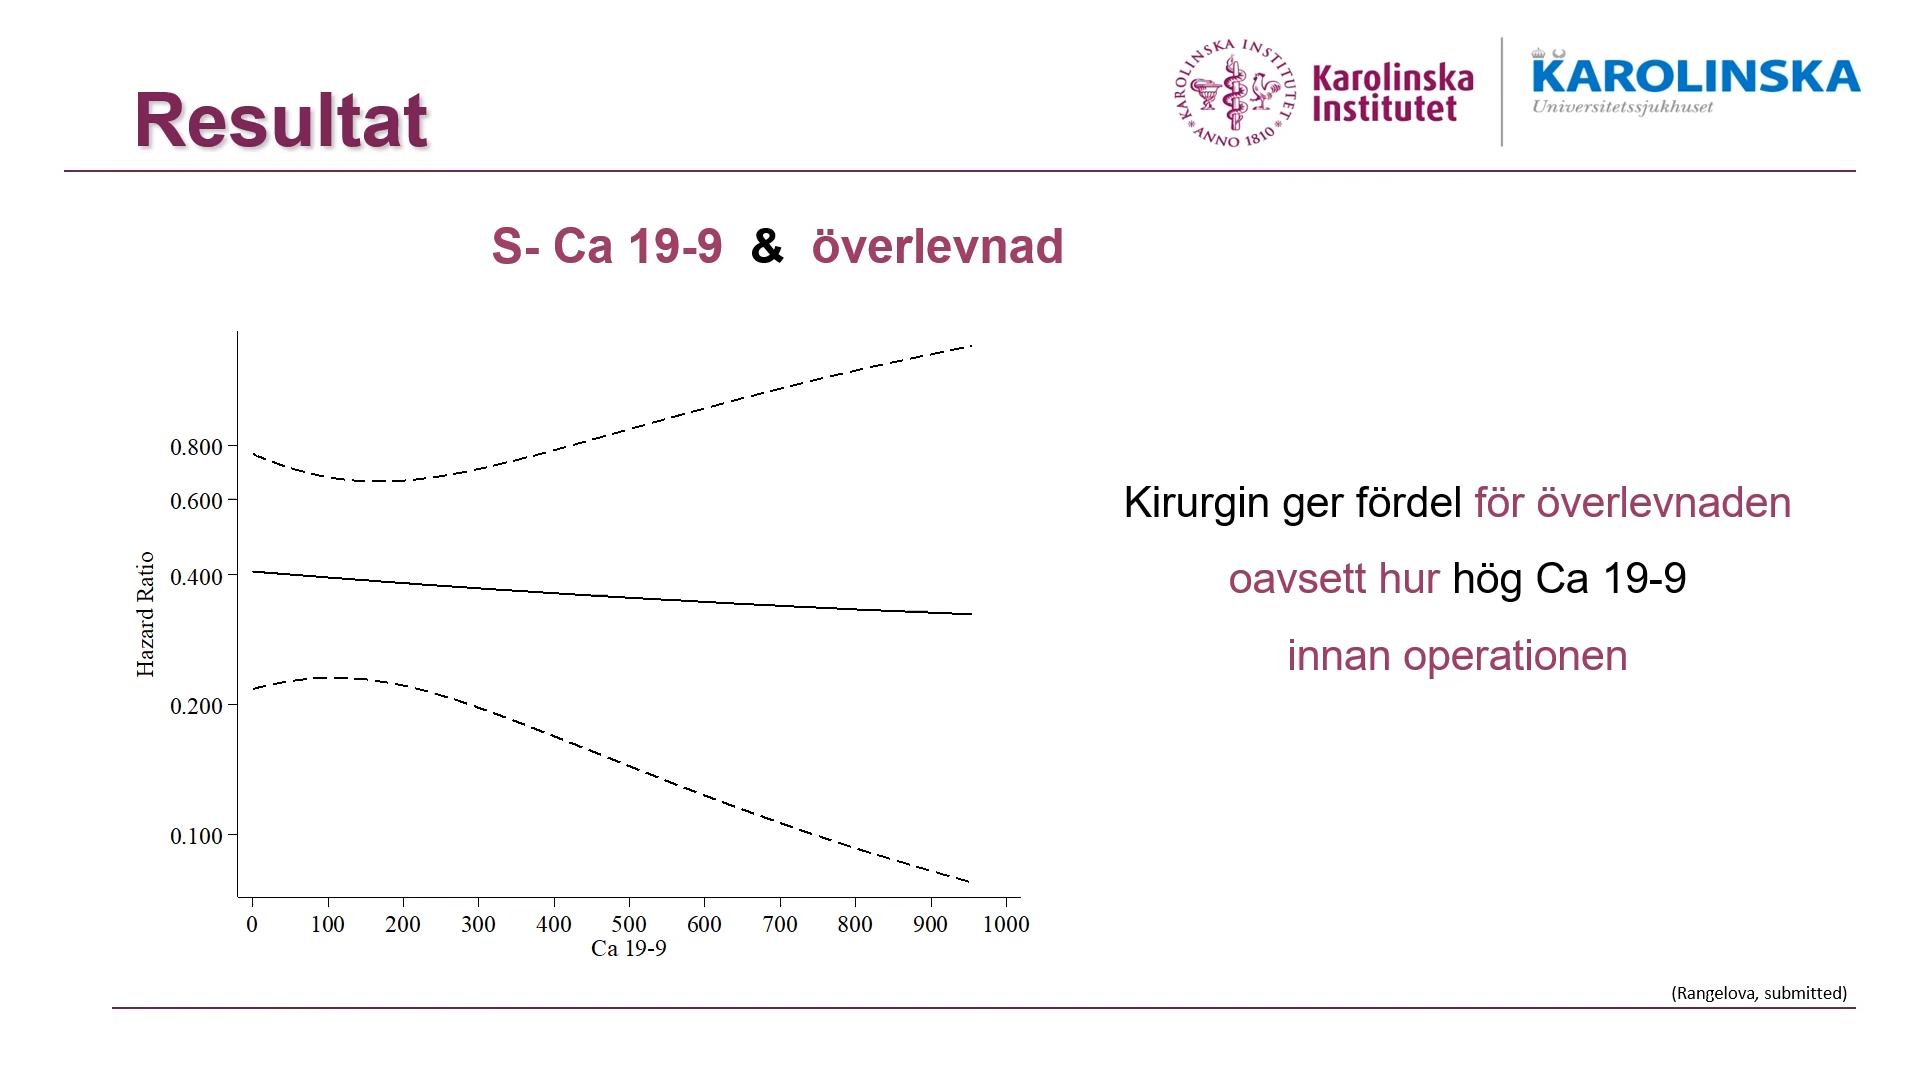 Resultat
KAROLINSKA INSTITUTET
ANNO 1810
Karolinska
Institutet
KAROLINSKA
Universitetssjukhuset
S- Ca 19-9 & överlevnad
Hazard Ratio
0.800
0.600
0.400
0.200
0.100
0 100 200 300 400 500 600 700 800 900 1000
Ca 19-9
Kirurgin ger fördel för överlevnaden
oavsett hur hög Ca 19-9
innan operationen
(Rangelova, submitted)